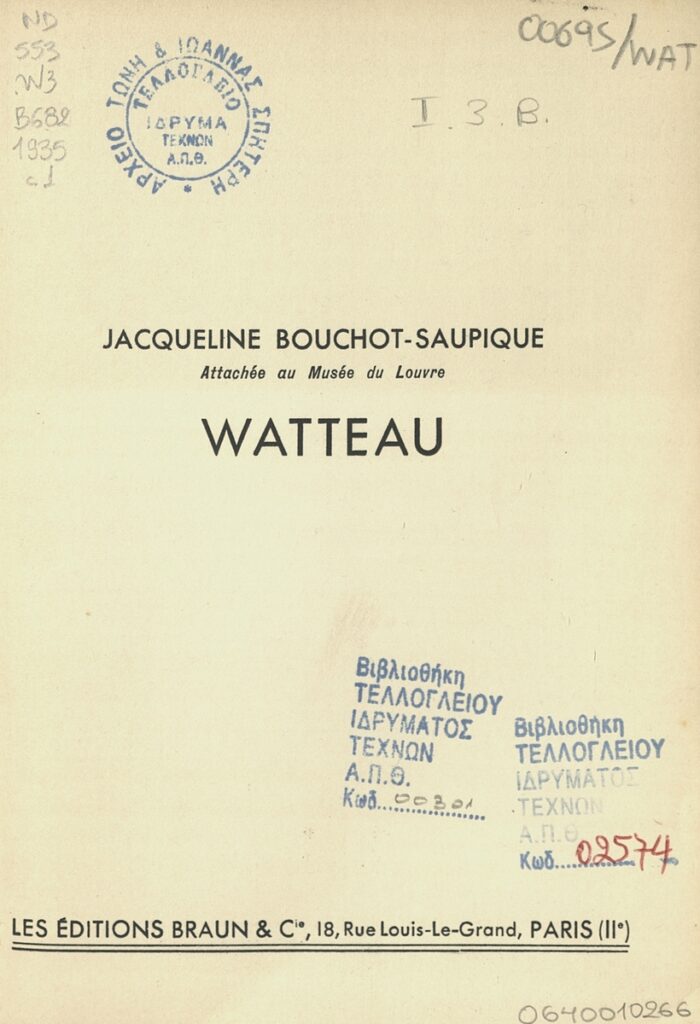 ND
553
W3
B682
1935
c.1
ΑΡΧΕΙΟ ΤΩΝΗ & ΙΩΑΝΝΑΣ ΣΠΗΤΕΡΗ *
ΤΕΛΛΟΓΛΕΙΟ
ΙΔΡΥΜΑ
ΤΕΧΝΩΝ
Α.Π.Θ.
00695/WAT
I.3.B.
JACQUELINE BOUCHOT-SAUPIQUE
Attachée au Musée du Louvre
WATTEAU
Βιβλιοθήκη
ΤΕΛΛΟΓΛΕΙΟΥ
ΙΔΡΥΜΑΤΟΣ
ΤΕΧΝΩΝ
Α.Π.Θ.
Κωδ....00301....
Βιβλιοθήκη
ΤΕΛΛΟΓΛΕΙΟΥ
ΙΔΡΥΜΑΤΟΣ
ΤΕΧΝΩΝ
Α.Π.Θ.
Κωδ....02574
LES ÉDITIONS BRAUN & Cie, 18, Rue Louis-Le-Grand, PARIS (IIe)
0640010266